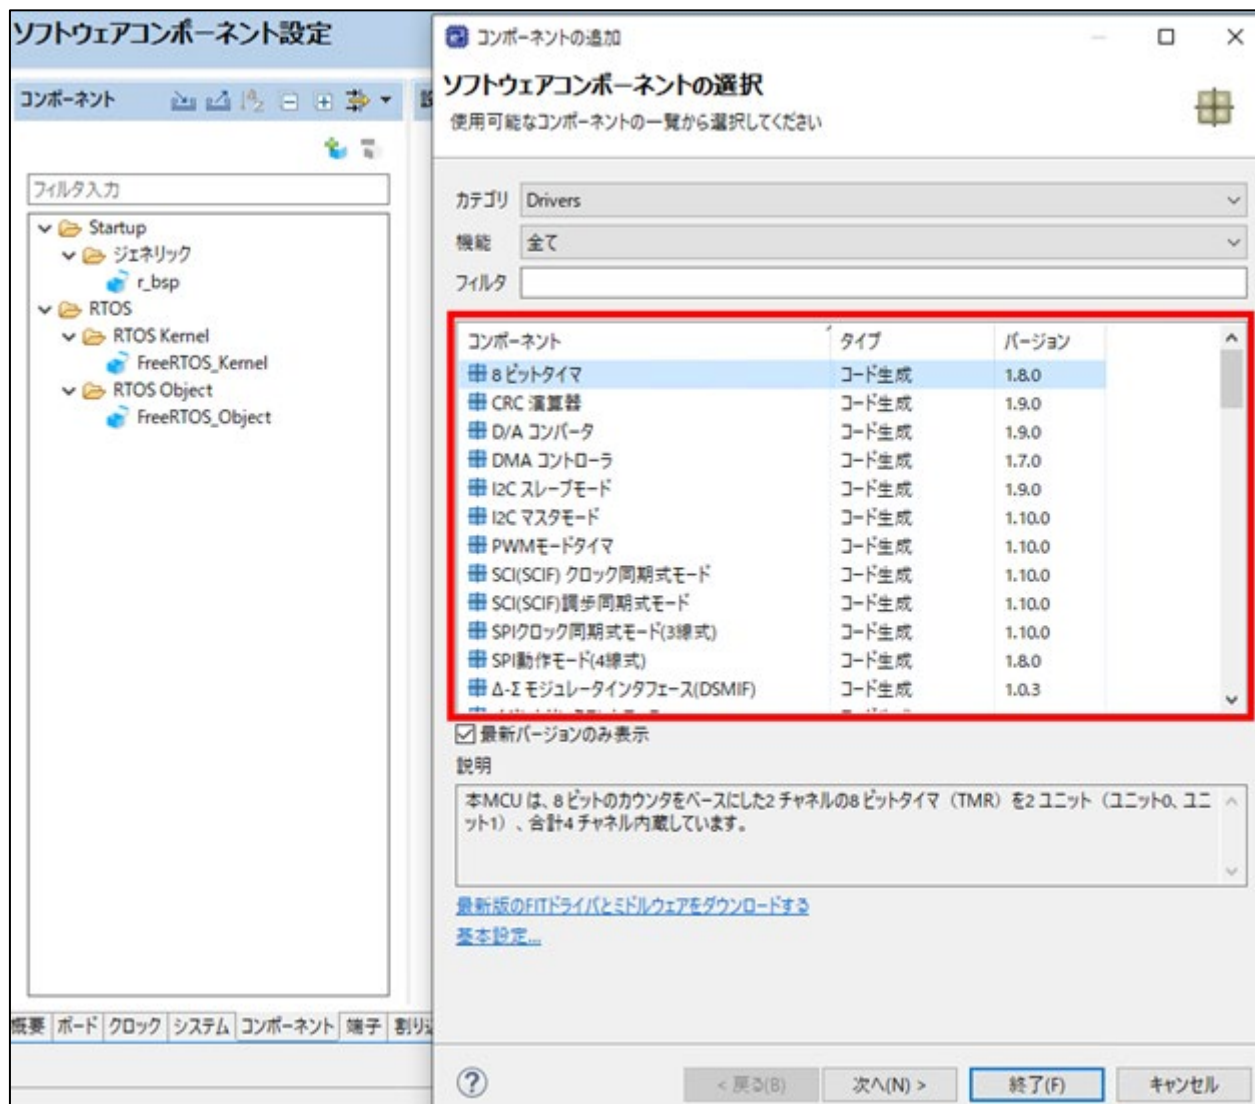 ソフトウェアコンポーネント設定
コンポーネント
フィルタ入力
Startup
ジェネリック
r_bsp
RTOS
RTOS Kernel
FreeRTOS_Kernel
RTOS Object
FreeRTOS_Object
概要 ボード クロック システム コンポーネント 端子
コンポーネントの追加
ソフトウェアコンポーネントの選択
使用可能なコンポーネントの一覧から選択してください
カテゴリ Drivers
機能 全て
フィルタ
コンポーネント タイプ バージョン
8 ビットタイマ コード生成 1.8.0
CRC 演算器 コード生成 1.9.0
D/A コンバータ コード生成 1.9.0
DMA コントローラ コード生成 1.7.0
I2C スレーブモード コード生成 1.9.0
I2C マスタモード コード生成 1.10.0
PWMモードタイマ コード生成 1.10.0
SCI(SCIF) クロック同期式モード コード生成 1.10.0
SCI(SCIF)調歩同期式モード コード生成 1.10.0
SPIクロック同期式モード(3線式) コード生成 1.10.0
SPI動作モード(4線式) コード生成 1.8.0
Δ-Σ モジュレータインタフェース(DSMIF) コード生成 1.0.3
最新バージョンのみ表示
説明
本MCU は、8 ビットのカウンタをベースにした2 チャネルの8 ビットタイマ（TMR）を2 ユニット（ユニット0、ユニ
ット1）、合計4 チャネル内蔵しています。
最新版のFITドライバとミドルウェアをダウンロードする
基本設定...
< 戻る(B) 次へ(N) > 終了(F) キャンセル